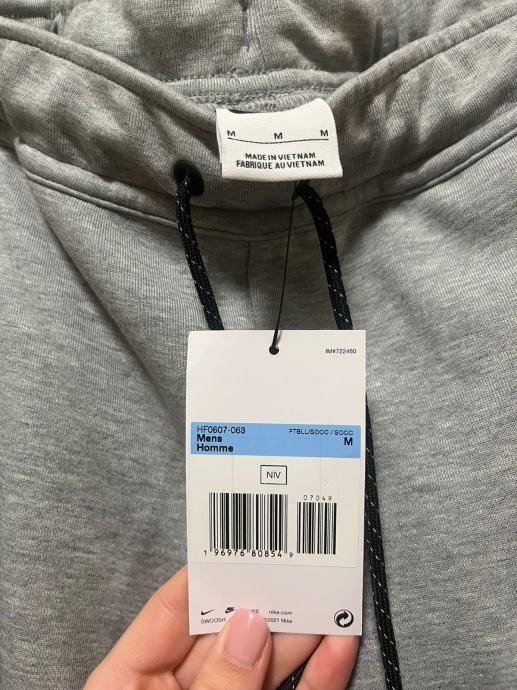 M M M
MADE IN VIETNAM
FABRIQUE AU VIETNAM
IM#722460
HF0607-063 FTBLL/SOCC / SOCC
Mens M
Homme
NIV
07049
1 96976 80854 9
nike.com
SWOOSH ©2021 Nike